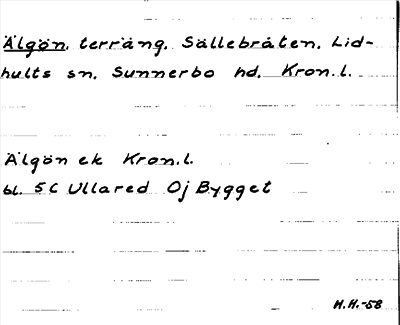 Älgön, terräng, Sällebråten, Lid-
hults sn, Sunnerbo hd, Kron.l.
Älgön ek Kron.l.
bl. 5C Ullared Oj Bygget
H.H.-58